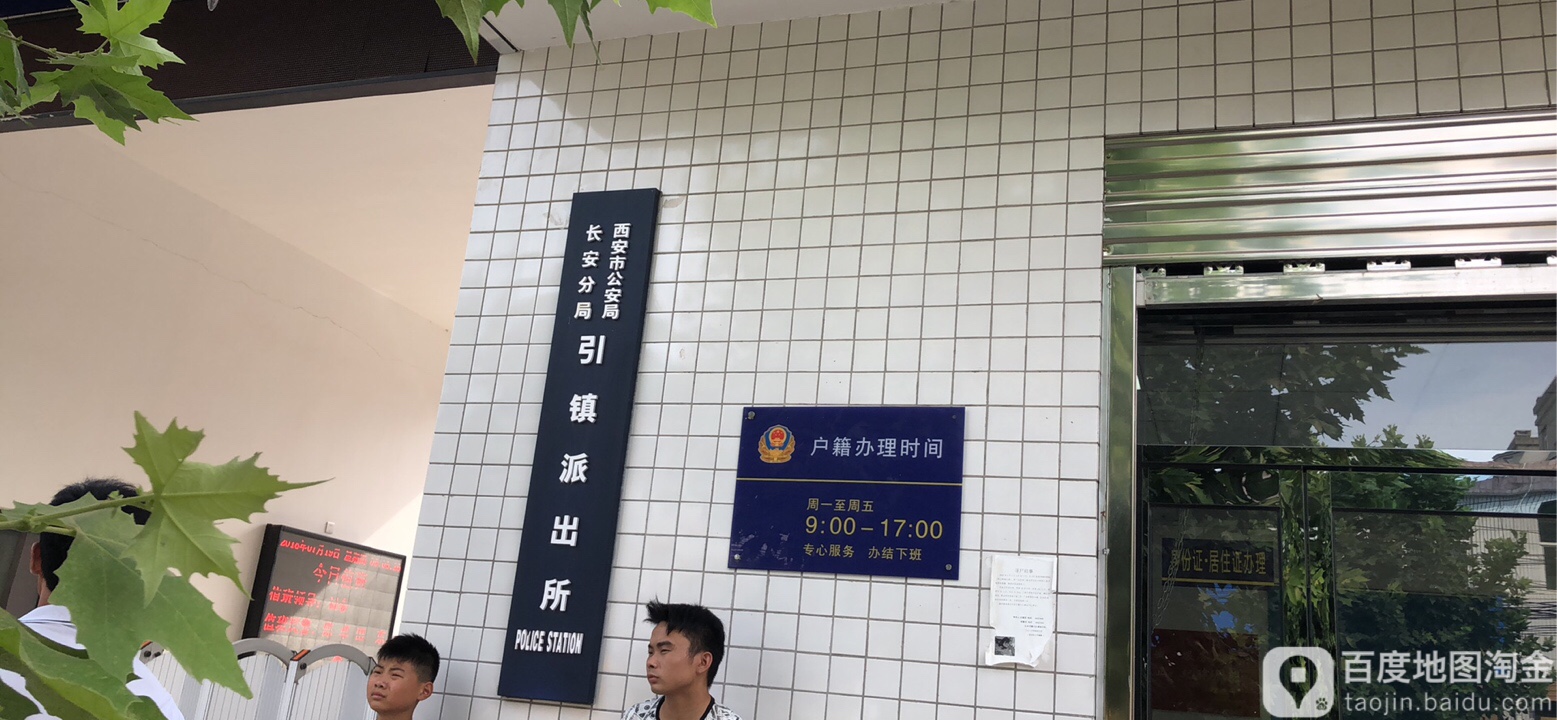 西安市公安局
长安分局
引镇派出所
POLICE STATION
户籍办理时间
周一至周五
9:00-17:00
专心服务 办结下班
份证·居住证办理
今日值班
百度地图淘金
taojin.baidu.com